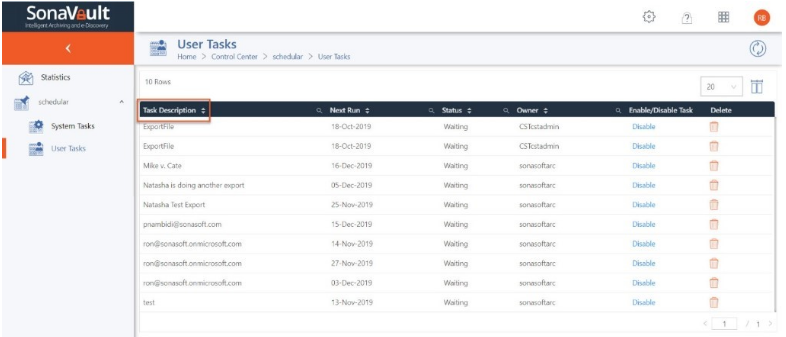 SonaVault
Intelligent Archiving and e-Discovery
RB
User Tasks
Home > Control Center > schedular > User Tasks
Statistics
schedular
System Tasks
User Tasks
10 Rows
20
Task Description Next Run Status Owner Enable/Disable Task Delete
ExportFile 18-Oct-2019 Waiting CSTcstadmin Disable
ExportFile 18-Oct-2019 Waiting CSTcstadmin Disable
Mike v. Cate 16-Dec-2019 Waiting sonasoftarc Disable
Natasha is doing another export 05-Dec-2019 Waiting sonasoftarc Disable
Natasha Test Export 25-Nov-2019 Waiting sonasoftarc Disable
pnambidi@sonasoft.com 15-Dec-2019 Waiting sonasoftarc Disable
ron@sonasoft.onmicrosoft.com 14-Nov-2019 Waiting sonasoftarc Disable
ron@sonasoft.onmicrosoft.com 27-Nov-2019 Waiting sonasoftarc Disable
ron@sonasoft.onmicrosoft.com 03-Dec-2019 Waiting sonasoftarc Disable
test 13-Nov-2019 Waiting sonasoftarc Disable
< 1 / 1 >